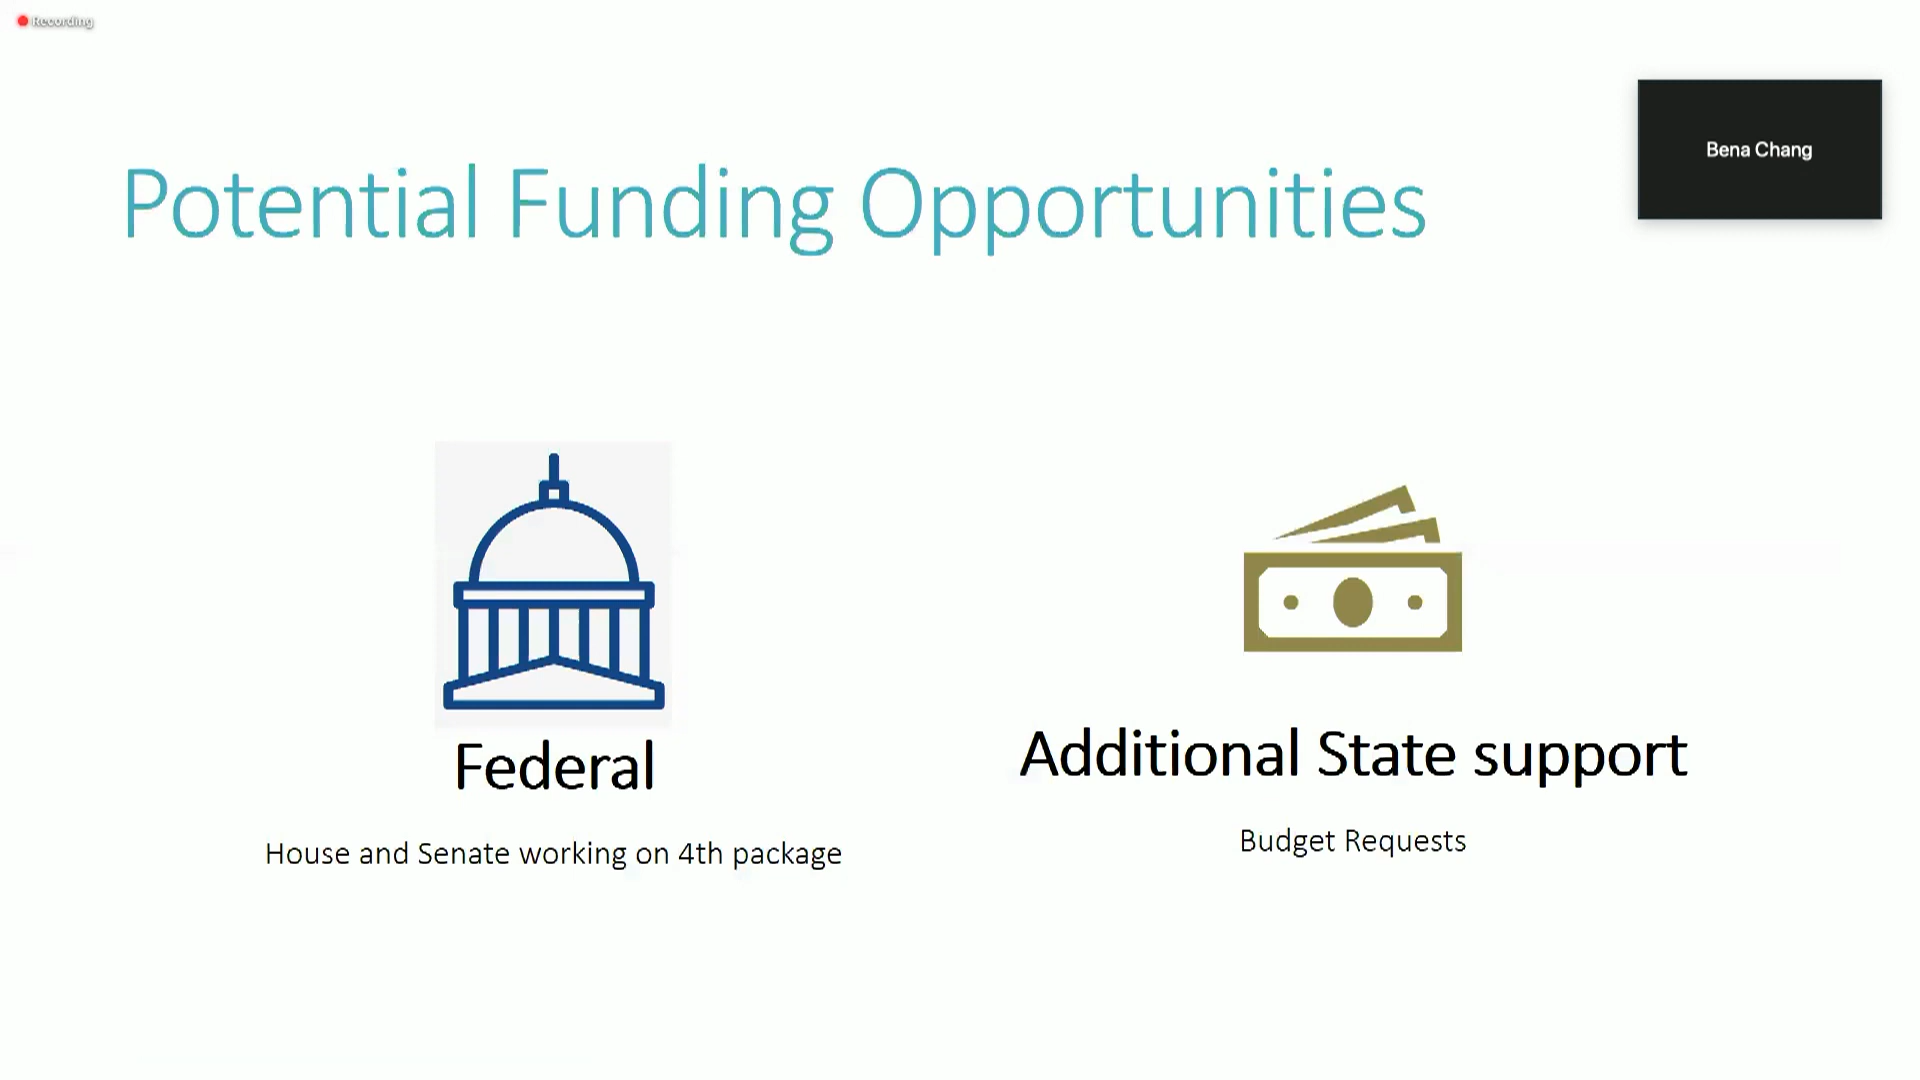 Recording
Bena Chang
Potential Funding Opportunities
Federal
House and Senate working on 4th package
Additional State support
Budget Requests